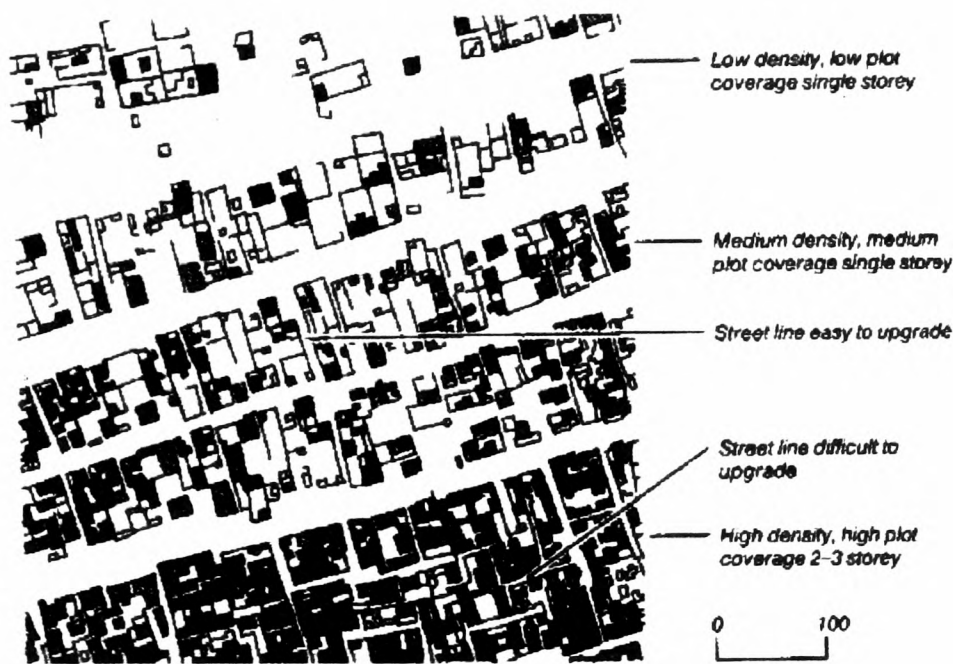 Low density, low plot
coverage single storey
Medium density, medium
plot coverage single storey
Street line easy to upgrade
Street line difficult to
upgrade
High density, high plot
coverage 2–3 storey
0 100